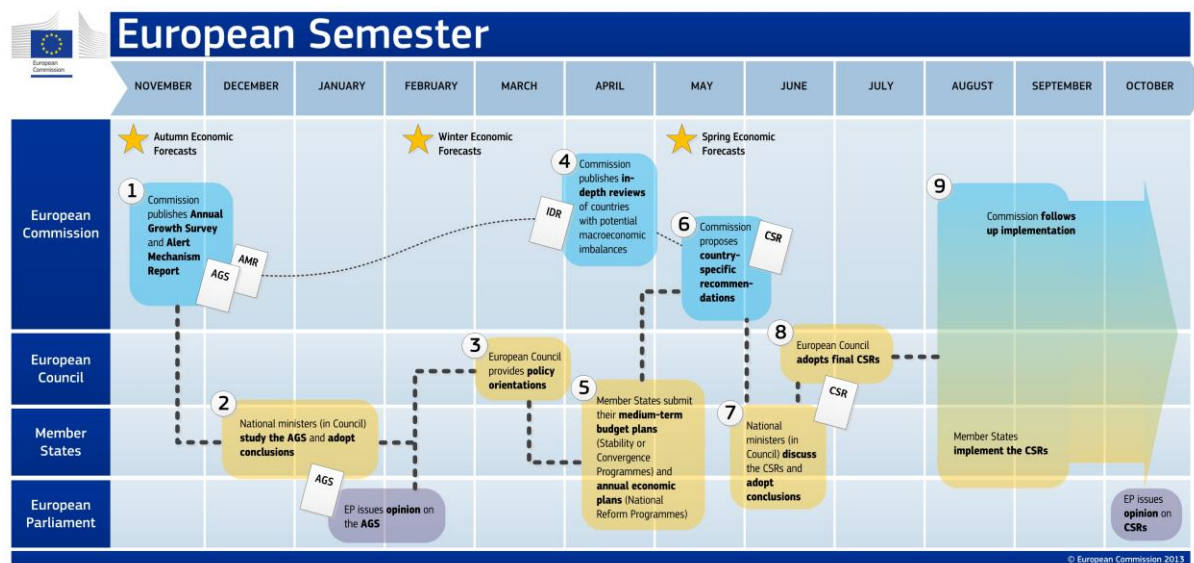 European Semester
European
Commission
NOVEMBER
DECEMBER
JANUARY
FEBRUARY
MARCH
APRIL
MAY
JUNE
JULY
AUGUST
SEPTEMBER
OCTOBER
European
Commission
Autumn Economic
Forecasts
Winter Economic
Forecasts
Spring Economic
Forecasts
1
Commission
publishes Annual
Growth Survey
and Alert
Mechanism
Report
AGS
AMR
IDR
4
Commission
publishes in-
depth reviews
of countries
with potential
macroeconomic
imbalances
6
Commission
proposes
country-
specific
recommen-
dations
CSR
9
Commission follows
up implementation
European
Council
3
European Council
provides policy
orientations
8
European Council
adopts final CSRs
CSR
Member
States
2
National ministers (in Council)
study the AGS and adopt
conclusions
AGS
5
Member States submit
their medium-term
budget plans
(Stability or
Convergence
Programmes) and
annual economic
plans (National
Reform Programmes)
7
National
ministers (in
Council) discuss
the CSRs and
adopt
conclusions
Member States
implement the CSRs
European
Parliament
EP issues opinion on
the AGS
EP issues
opinion on
CSRs
© European Commission 2013